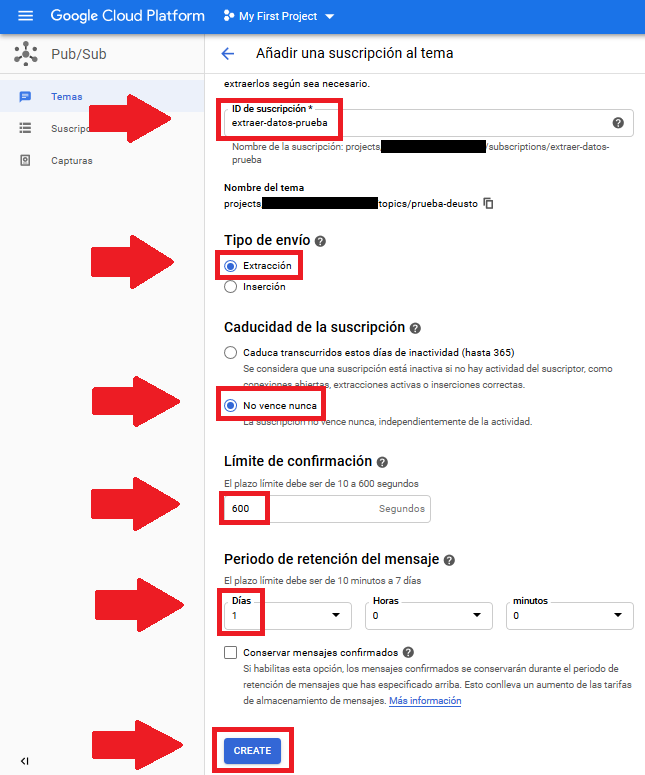 Google Cloud Platform
My First Project
Pub/Sub
Añadir una suscripción al tema
Temas
Capturas
extraerlos según sea necesario.
ID de suscripción *
extraer-datos-prueba
Nombre de la suscripción: projects /subscriptions/extraer-datos-
prueba
Nombre del tema
projects topics/prueba-deusto
Tipo de envío
Extracción
Inserción
Caducidad de la suscripción
Caduca transcurridos estos días de inactividad (hasta 365)
Se considera que una suscripción está inactiva si no hay actividad del suscriptor, como
conexiones abiertas, extracciones activas o inserciones correctas.
No vence nunca
La suscripción no vence nunca, independientemente de la actividad.
Límite de confirmación
El plazo límite debe ser de 10 a 600 segundos
600 Segundos
Periodo de retención del mensaje
El plazo límite debe ser de 10 minutos a 7 días
Días Horas minutos
1 0 0
Conservar mensajes confirmados
Si habilitas esta opción, los mensajes confirmados se conservarán durante el periodo de
retención de mensajes que has especificado arriba. Esto conlleva un aumento de las tarifas
de almacenamiento de mensajes. Más información
CREATE